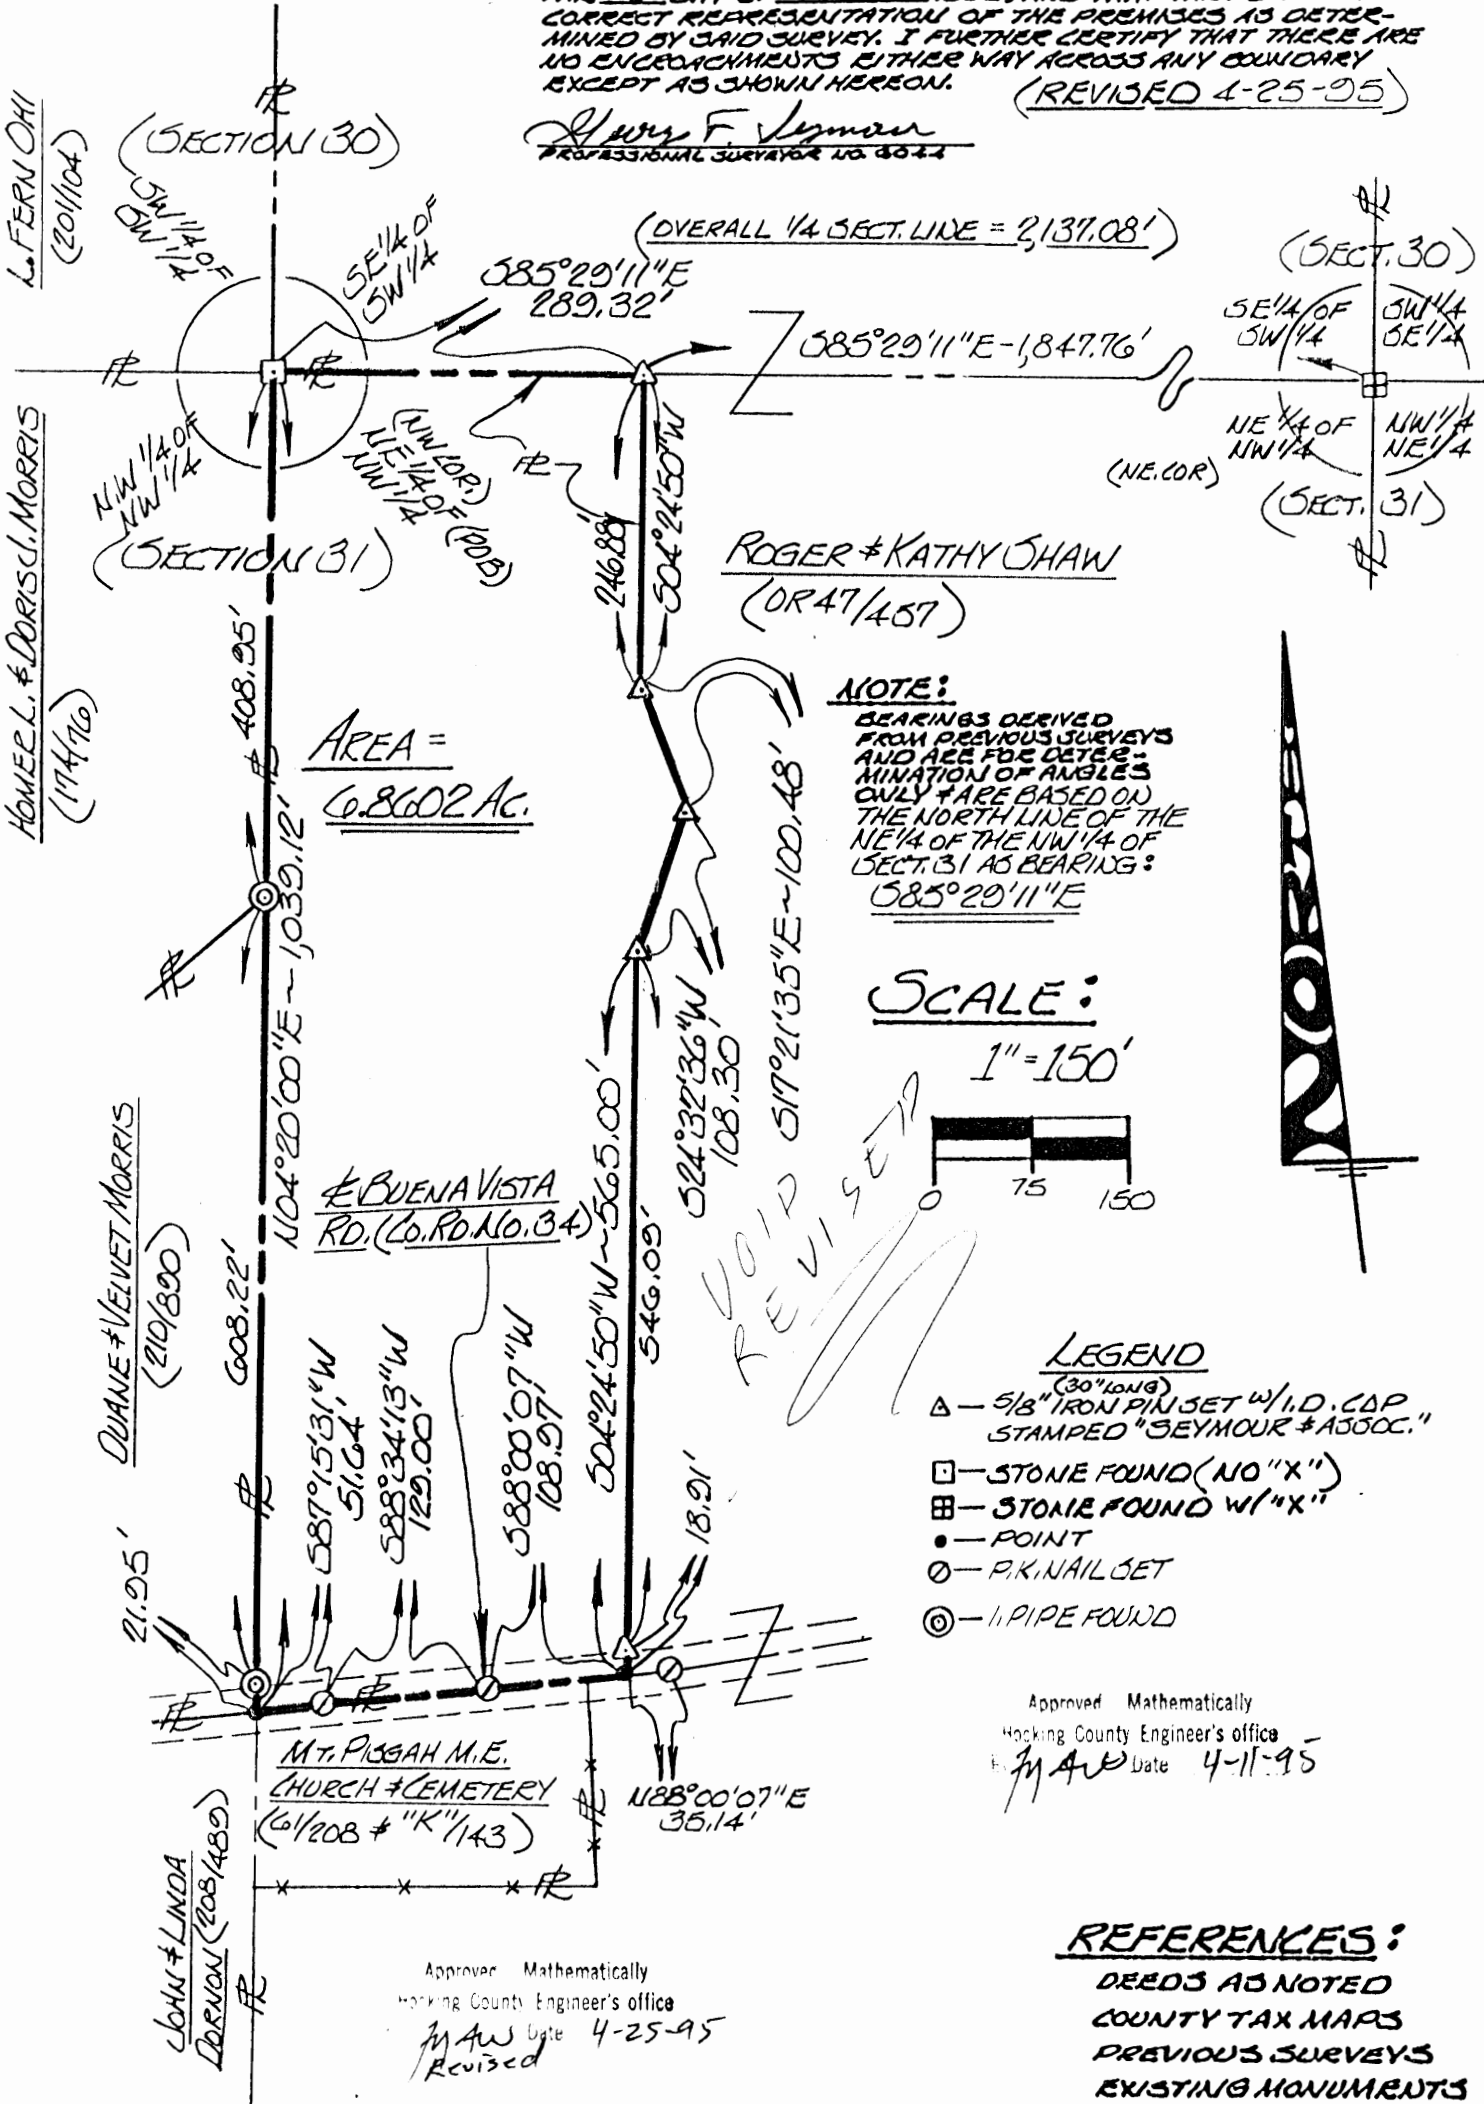 CORRECT REPRESENTATION OF THE PREMISES AS DETER-
MINED BY SAID SURVEY. I FURTHER CERTIFY THAT THERE ARE
NO ENCROACHMENTS EITHER WAY ACROSS ANY BOUNDARY
EXCEPT AS SHOWN HEREON.
(REVISED 4-25-95)
PROFESSIONAL SURVEYOR NO.
L. FERN OHI
(201/104)
(SECTION 30)
SW 1/4 OF
SW 1/4
SE 1/4 OF
SW 1/4
(OVERALL 1/4 SECT. LINE = 2,137.08')
S85°29'11"E
289.32'
S85°29'11"E-1,847.76'
(SECT. 30)
SE 1/4 OF
SW 1/4
SW 1/4
SE 1/4
NE 1/4 OF
NW 1/4
NW 1/4
NE 1/4
(NE. COR)
(SECT. 31)
HOMER L. & DORIS J. MORRIS
(174/76)
N.W 1/4 OF
NW 1/4
(NW COR.)
NE 1/4 OF
NW 1/4 (POB)
(SECTION 31)
246.88'
S04°24'50"W
ROGER & KATHY SHAW
(OR 47/457)
408.95'
N04°20'00"E~1,039.12'
AREA =
6.8602 AC.
NOTE:
BEARINGS DERIVED
FROM PREVIOUS SURVEYS
AND ARE FOR DETER-
MINATION OF ANGLES
ONLY & ARE BASED ON
THE NORTH LINE OF THE
NE 1/4 OF THE NW 1/4 OF
SECT. 31 AS BEARING:
S85°29'11"E
S17°21'35"E~100.48'
S24°32'36"W
108.30'
SCALE:
1"=150'
0 75 150
NORTH
VOID
REVISED
DUANE & VELVET MORRIS
(210/890)
608.22'
℄ BUENA VISTA
RD. (CO. RD. NO. 34)
S04°24'50"W~565.00'
546.09'
21.95'
S87°15'31"W
51.64'
S88°34'13"W
129.00'
S88°00'07"W
108.97'
18.91'
LEGEND
(30" LONG)
5/8" IRON PIN SET W/I.D. CAP
STAMPED "SEYMOUR & ASSOC."
STONE FOUND (NO "X")
STONE FOUND W/ "X"
POINT
P.K. NAIL SET
I. PIPE FOUND
MT. PISGAH M.E.
CHURCH & CEMETERY
(61/208 & "K"/143)
N88°00'07"E
35.14'
Approved Mathematically
Hocking County Engineer's office
Date 4-11-95
JOHN & LINDA
DORNON (208/489)
Approved Mathematically
Hocking County Engineer's office
Date 4-25-95
Revised
REFERENCES:
DEEDS AS NOTED
COUNTY TAX MAPS
PREVIOUS SURVEYS
EXISTING MONUMENTS